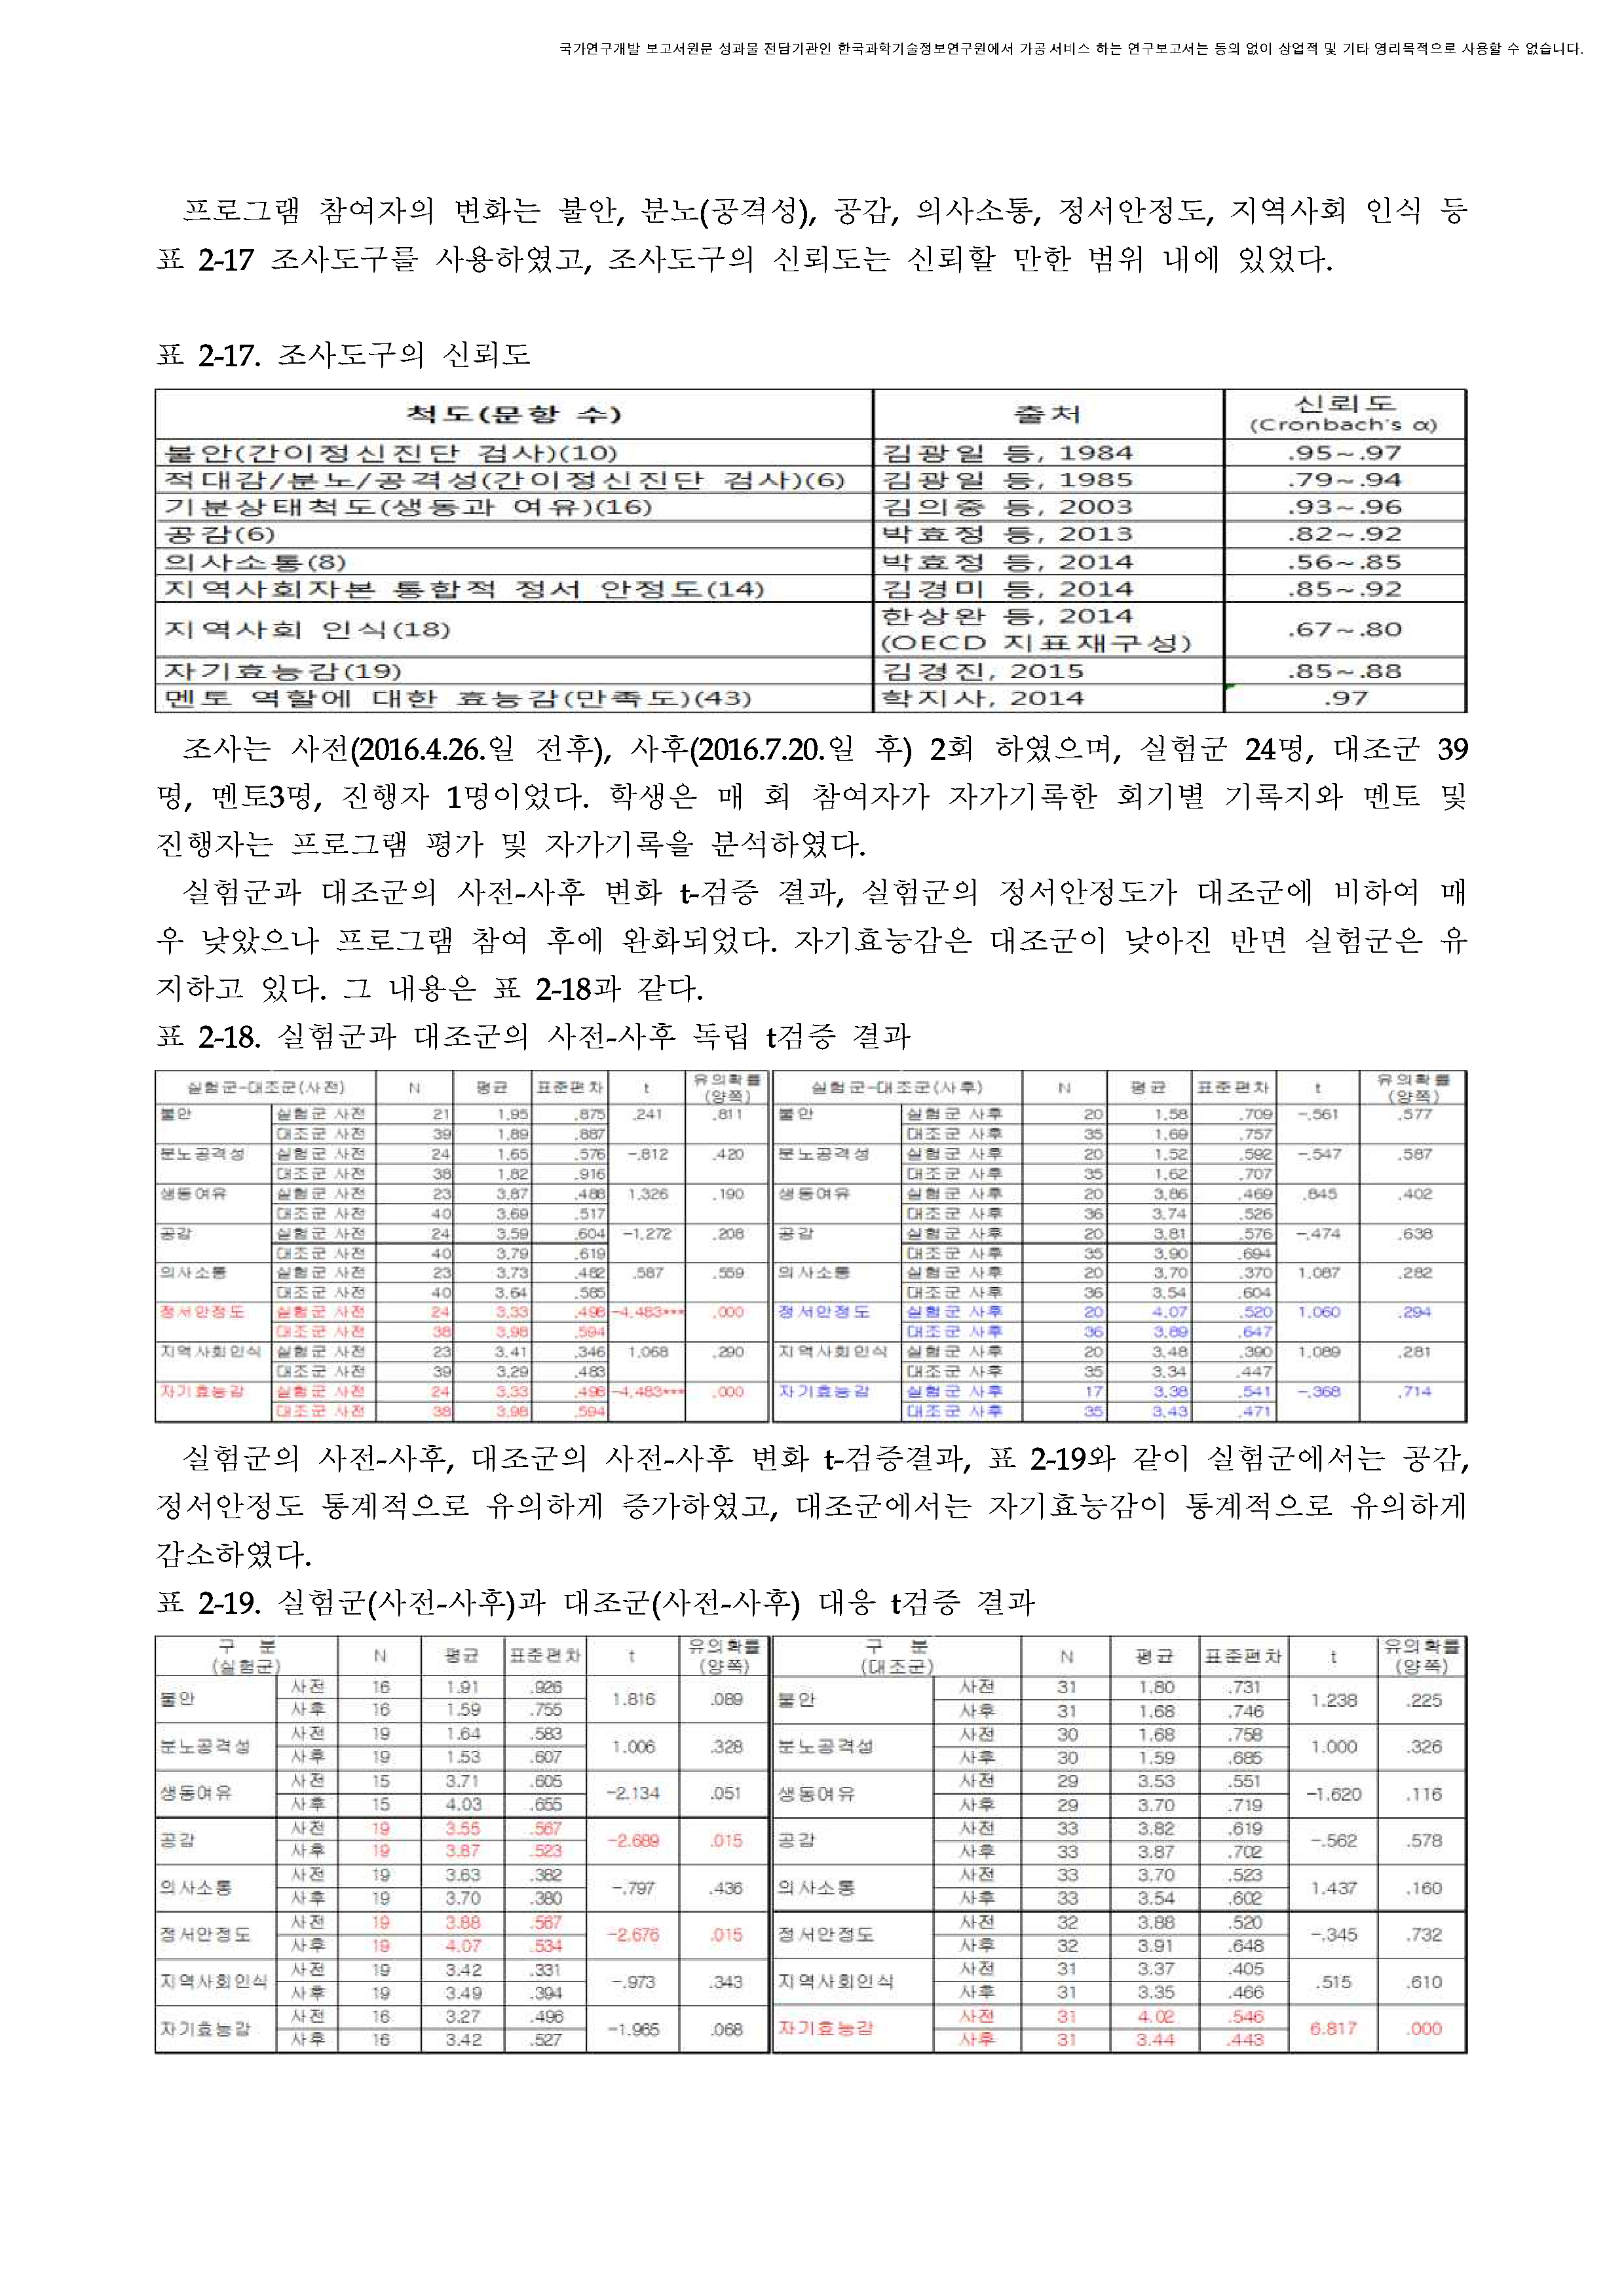 국가연구개발 보고서원문 성과물 전담기관인 한국과학기술정보연구원에서 가공·서비스 하는 연구보고서는 동의 없이 상업적 및 기타 영리목적으로 사용할 수 없습니다.
프로그램 참여자의 변화는 불안, 분노(공격성), 공감, 의사소통, 정서안정도, 지역사회 인식 등
표 2-17 조사도구를 사용하였고, 조사도구의 신뢰도는 신뢰할 만한 범위 내에 있었다.
표 2-17. 조사도구의 신뢰도
척도(문항 수) 출처 신뢰도 (Cronbach's α)
불안(간이정신진단 검사)(10) 김광일 등, 1984 .95~.97
적대감/분노/공격성(간이정신진단 검사)(6) 김광일 등, 1985 .79~.94
기분상태척도(생동과 여유)(16) 김의중 등, 2003 .93~.96
공감(6) 박효정 등, 2013 .82~.92
의사소통(8) 박효정 등, 2014 .56~.85
지역사회자본 통합적 정서 안정도(14) 김경미 등, 2014 .85~.92
지역사회 인식(18) 한상완 등, 2014 (OECD 지표재구성) .67~.80
자기효능감(19) 김경진, 2015 .85~.88
멘토 역할에 대한 효능감(만족도)(43) 학지사, 2014 .97
조사는 사전(2016.4.26.일 전후), 사후(2016.7.20.일 후) 2회 하였으며, 실험군 24명, 대조군 39
명, 멘토3명, 진행자 1명이었다. 학생은 매 회 참여자가 자가기록한 회기별 기록지와 멘토 및
진행자는 프로그램 평가 및 자가기록을 분석하였다.
실험군과 대조군의 사전-사후 변화 t-검증 결과, 실험군의 정서안정도가 대조군에 비하여 매
우 낮았으나 프로그램 참여 후에 완화되었다. 자기효능감은 대조군이 낮아진 반면 실험군은 유
지하고 있다. 그 내용은 표 2-18과 같다.
표 2-18. 실험군과 대조군의 사전-사후 독립 t검증 결과
실험군-대조군(사전) N 평균 표준편차 t 유의확률 (양쪽) 실험군-대조군(사후) N 평균 표준편차 t 유의확률 (양쪽)
불안 실험군 사전 21 1.95 .875 .241 .811 불안 실험군 사후 20 1.58 .709 -.561 .577
대조군 사전 39 1.89 .887 대조군 사후 35 1.69 .757
분노공격성 실험군 사전 24 1.65 .576 -.812 .420 분노공격성 실험군 사후 20 1.52 .592 -.547 .587
대조군 사전 38 1.82 .916 대조군 사후 35 1.62 .707
생동여유 실험군 사전 23 3.87 .488 1.326 .190 생동여유 실험군 사후 20 3.86 .469 .845 .402
대조군 사전 40 3.69 .517 대조군 사후 36 3.74 .526
공감 실험군 사전 24 3.59 .604 -1.272 .208 공감 실험군 사후 20 3.81 .576 -.474 .638
대조군 사전 40 3.79 .619 대조군 사후 35 3.90 .694
의사소통 실험군 사전 23 3.73 .482 .587 .559 의사소통 실험군 사후 20 3.70 .370 1.087 .282
대조군 사전 40 3.64 .585 대조군 사후 36 3.54 .604
정서안정도 실험군 사전 24 3.33 .498 -4.483*** .000 정서안정도 실험군 사후 20 4.07 .520 1.060 .294
대조군 사전 38 3.98 .594 대조군 사후 36 3.89 .647
지역사회인식 실험군 사전 23 3.41 .346 1.068 .290 지역사회인식 실험군 사후 20 3.48 .390 1.089 .281
대조군 사전 39 3.29 .483 대조군 사후 35 3.34 .447
자기효능감 실험군 사전 24 3.33 .498 -4.483*** .000 자기효능감 실험군 사후 17 3.38 .541 -.368 .714
대조군 사전 38 3.98 .594 대조군 사후 35 3.43 .471
실험군의 사전-사후, 대조군의 사전-사후 변화 t-검증결과, 표 2-19와 같이 실험군에서는 공감,
정서안정도 통계적으로 유의하게 증가하였고, 대조군에서는 자기효능감이 통계적으로 유의하게
감소하였다.
표 2-19. 실험군(사전-사후)과 대조군(사전-사후) 대응 t검증 결과
구 분 (실험군) N 평균 표준편차 t 유의확률 (양쪽) 구 분 (대조군) N 평균 표준편차 t 유의확률 (양쪽)
불안 사전 16 1.91 .926 1.816 .089 불안 사전 31 1.80 .731 1.238 .225
사후 16 1.59 .755 사후 31 1.68 .746
분노공격성 사전 19 1.64 .583 1.006 .328 분노공격성 사전 30 1.68 .758 1.000 .326
사후 19 1.53 .607 사후 30 1.59 .685
생동여유 사전 15 3.71 .605 -2.134 .051 생동여유 사전 29 3.53 .551 -1.620 .116
사후 15 4.03 .655 사후 29 3.70 .719
공감 사전 19 3.55 .567 -2.689 .015 공감 사전 33 3.82 .619 -.562 .578
사후 19 3.87 .523 사후 33 3.87 .702
의사소통 사전 19 3.63 .382 -.797 .436 의사소통 사전 33 3.70 .523 1.437 .160
사후 19 3.70 .380 사후 33 3.54 .602
정서안정도 사전 19 3.88 .567 -2.676 .015 정서안정도 사전 32 3.88 .520 -.345 .732
사후 19 4.07 .534 사후 32 3.91 .648
지역사회인식 사전 19 3.42 .331 -.973 .343 지역사회인식 사전 31 3.37 .405 .515 .610
사후 19 3.49 .394 사후 31 3.35 .466
자기효능감 사전 16 3.27 .496 -1.965 .068 자기효능감 사전 31 4.02 .546 6.817 .000
사후 16 3.42 .527 사후 31 3.44 .443